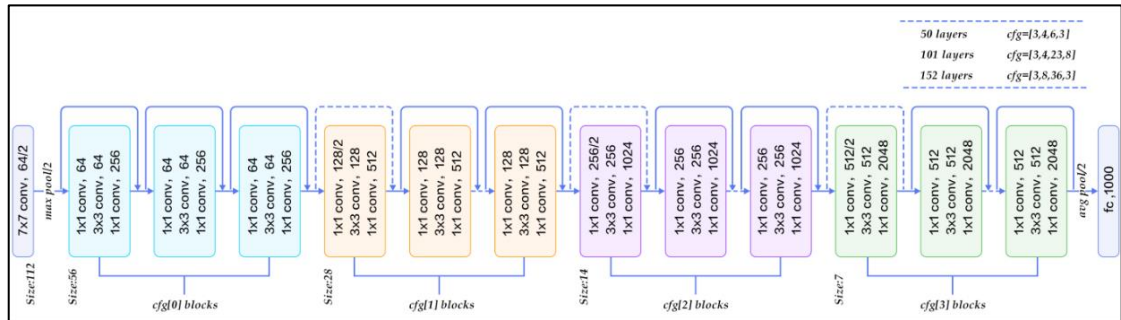 50 layers cfg=[3,4,6,3]
101 layers cfg=[3,4,23,8]
152 layers cfg=[3,8,36,3]
7x7 conv, 64/2
max pool/2
1x1 conv, 64
3x3 conv, 64
1x1 conv, 256
1x1 conv, 64
3x3 conv, 64
1x1 conv, 256
1x1 conv, 64
3x3 conv, 64
1x1 conv, 256
1x1 conv, 128/2
3x3 conv, 128
1x1 conv, 512
1x1 conv, 128
3x3 conv, 128
1x1 conv, 512
1x1 conv, 128
3x3 conv, 128
1x1 conv, 512
1x1 conv, 256/2
3x3 conv, 256
1x1 conv, 1024
1x1 conv, 256
3x3 conv, 256
1x1 conv, 1024
1x1 conv, 256
3x3 conv, 256
1x1 conv, 1024
1x1 conv, 512/2
3x3 conv, 512
1x1 conv, 2048
1x1 conv, 512
3x3 conv, 512
1x1 conv, 2048
1x1 conv, 512
3x3 conv, 512
1x1 conv, 2048
avg pool/2
fc ,1000
Size:112
Size:56
cfg[0] blocks
Size:28
cfg[1] blocks
Size:14
cfg[2] blocks
Size:7
cfg[3] blocks